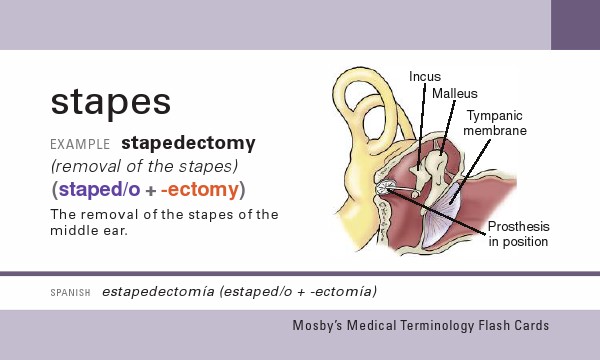 stapes
EXAMPLE stapedectomy
(removal of the stapes)
(staped/o + -ectomy)
The removal of the stapes of the
middle ear.
Incus
Malleus
Tympanic
membrane
Prosthesis
in position
SPANISH estapedectomía (estaped/o + -ectomía)
Mosby's Medical Terminology Flash Cards